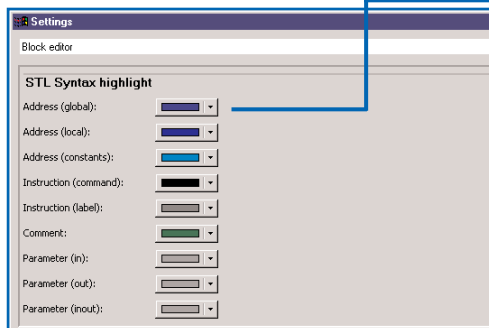 Settings
Block editor
STL Syntax highlight
Address (global):
Address (local):
Address (constants):
Instruction (command):
Instruction (label):
Comment:
Parameter (in):
Parameter (out):
Parameter (inout):